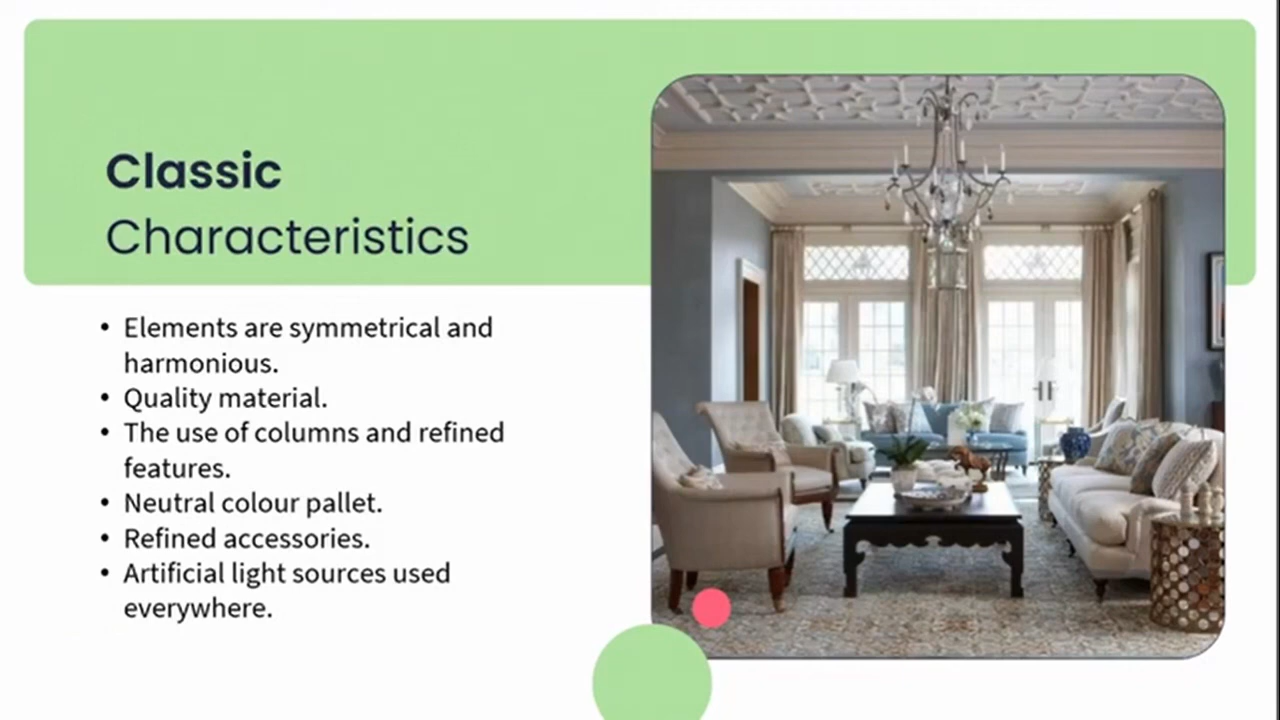 Classic
Characteristics
• Elements are symmetrical and
harmonious.
• Quality material.
• The use of columns and refined
features.
• Neutral colour pallet.
• Refined accessories.
• Artificial light sources used
everywhere.